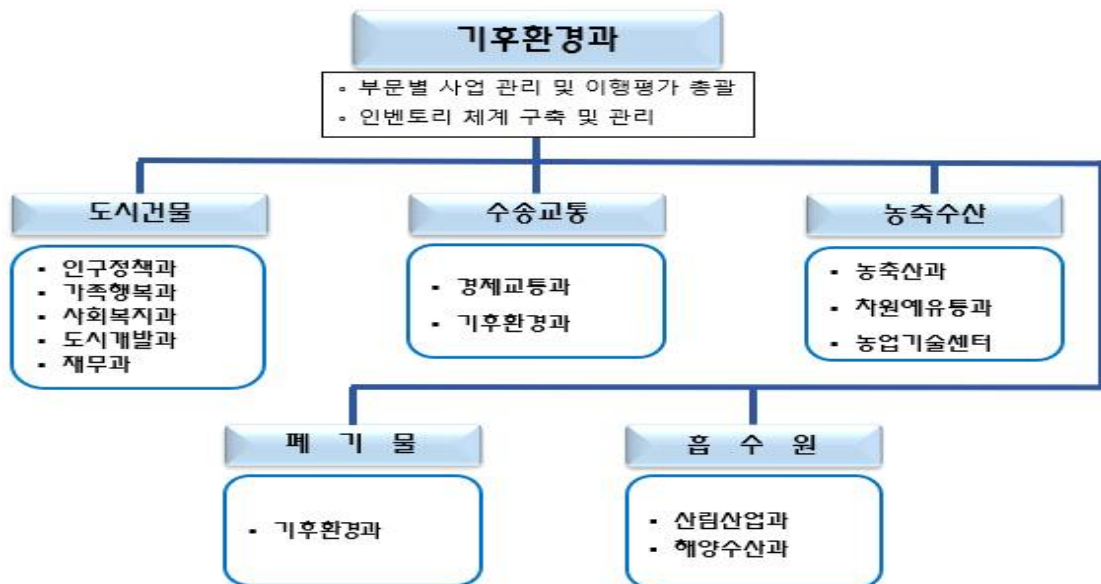 기후환경과
◦ 부문별 사업 관리 및 이행평가 총괄
◦ 인벤토리 체계 구축 및 관리
도시건물
수송교통
농축수산
▪ 인구정책과
▪ 가족행복과
▪ 사회복지과
▪ 도시개발과
▪ 재무과
▪ 경제교통과
▪ 기후환경과
▪ 농축산과
▪ 차원예유통과
▪ 농업기술센터
폐 기 물
흡 수 원
▪ 기후환경과
▪ 산림산업과
▪ 해양수산과